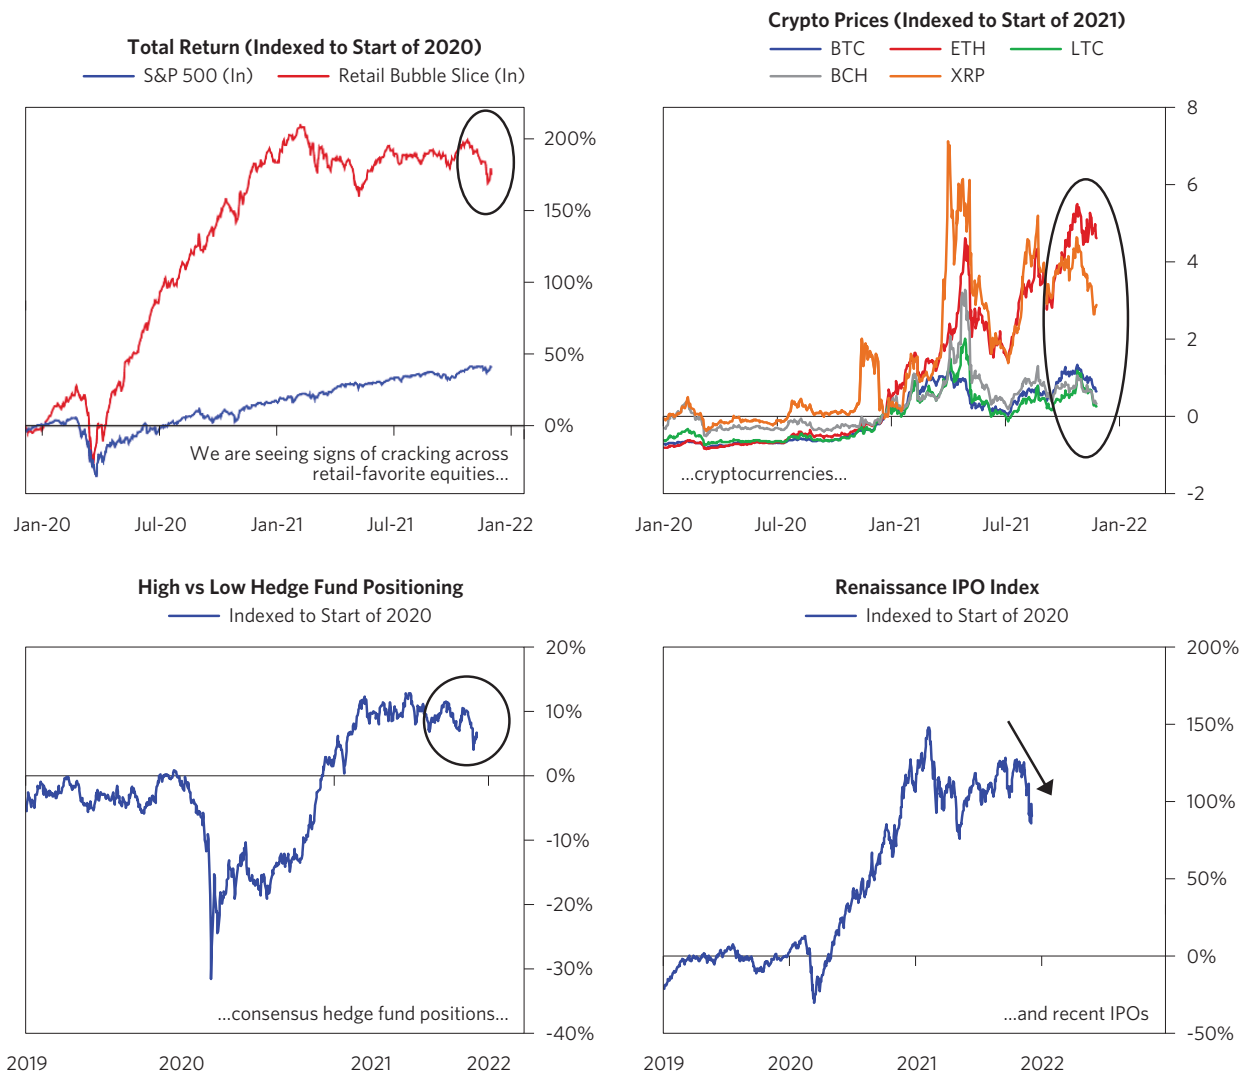 Total Return (Indexed to Start of 2020)
S&P 500 (ln) Retail Bubble Slice (ln)
200%
150%
100%
50%
0%
We are seeing signs of cracking across
retail-favorite equities...
Jan-20 Jul-20 Jan-21 Jul-21 Jan-22
Crypto Prices (Indexed to Start of 2021)
BTC ETH LTC
BCH XRP
8
6
4
2
0
-2
...cryptocurrencies...
Jan-20 Jul-20 Jan-21 Jul-21 Jan-22
High vs Low Hedge Fund Positioning
Indexed to Start of 2020
20%
10%
0%
-10%
-20%
-30%
-40%
...consensus hedge fund positions...
2019 2020 2021 2022
Renaissance IPO Index
Indexed to Start of 2020
200%
150%
100%
50%
0%
-50%
...and recent IPOs
2019 2020 2021 2022